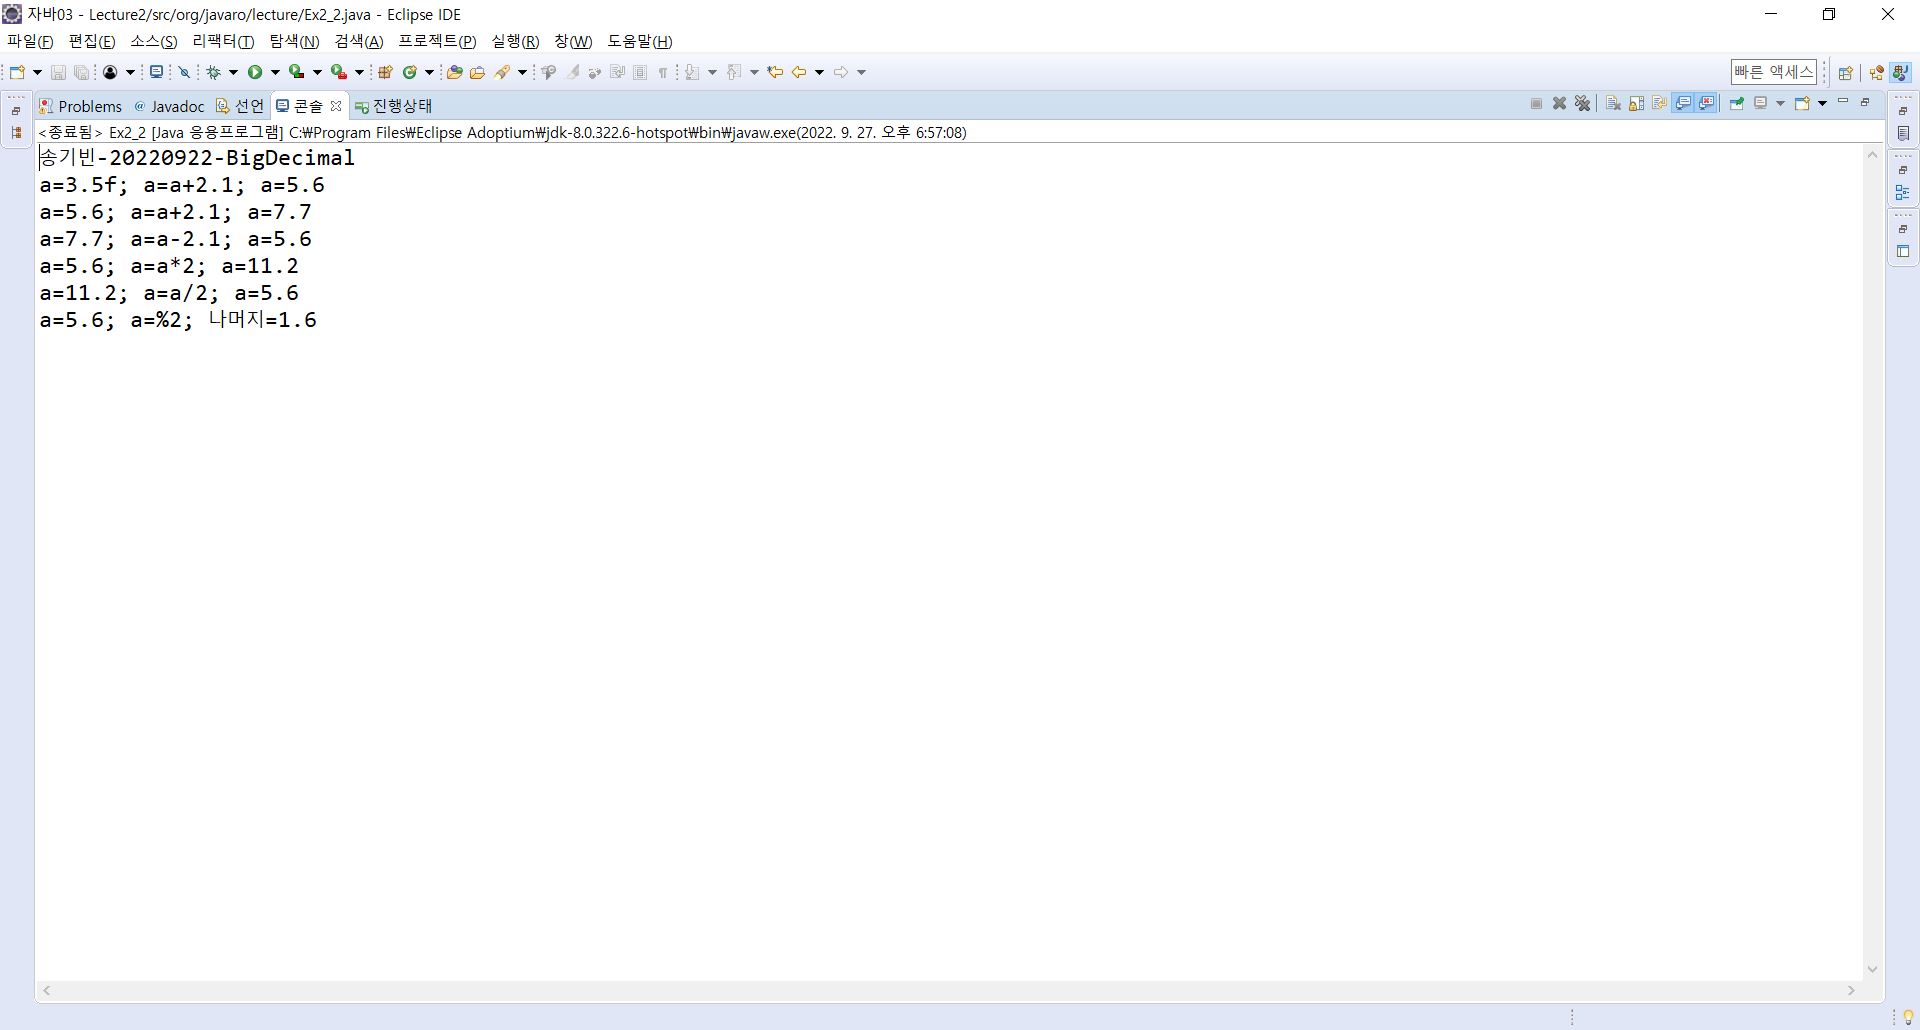 자바03 - Lecture2/src/org/javaro/lecture/Ex2_2.java - Eclipse IDE
파일(F) 편집(E) 소스(S) 리팩터(T) 탐색(N) 검색(A) 프로젝트(P) 실행(R) 창(W) 도움말(H)
빠른 액세스
Problems @ Javadoc 선언 콘솔 진행상태
<종료됨> Ex2_2 [Java 응용프로그램] C:₩Program Files₩Eclipse Adoptium₩jdk-8.0.322.6-hotspot₩bin₩javaw.exe(2022. 9. 27. 오후 6:57:08)
송기빈-20220922-BigDecimal
a=3.5f; a=a+2.1; a=5.6
a=5.6; a=a+2.1; a=7.7
a=7.7; a=a-2.1; a=5.6
a=5.6; a=a*2; a=11.2
a=11.2; a=a/2; a=5.6
a=5.6; a=%2; 나머지=1.6